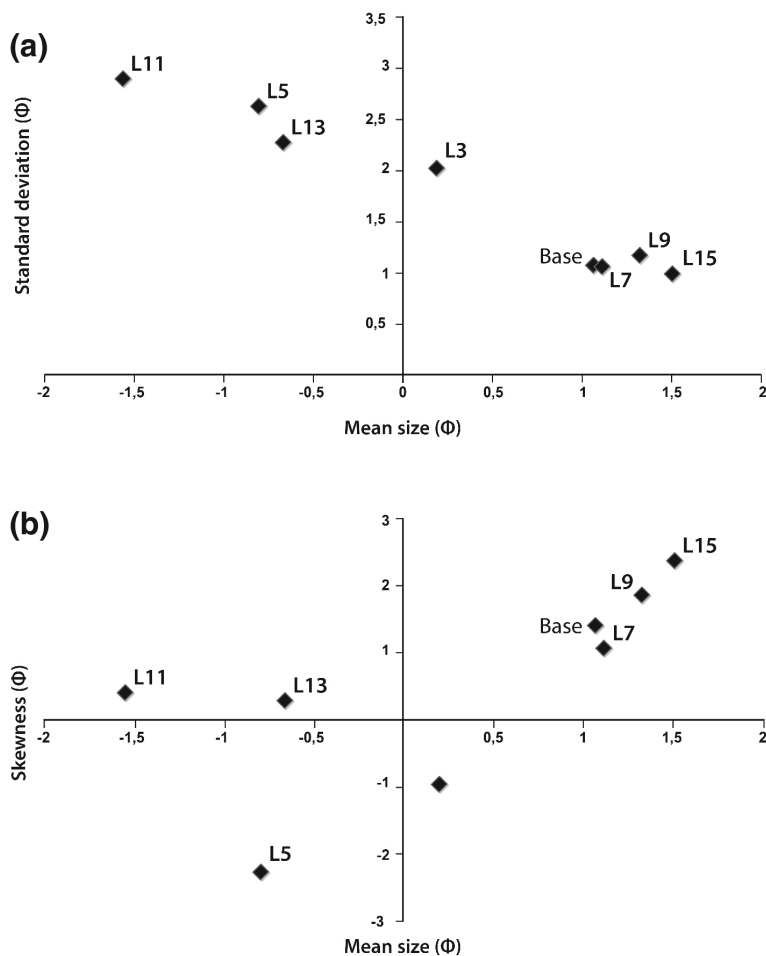 (a)
Standard deviation (Φ)
3,5
3
2,5
2
1,5
1
0,5
L11
L5
L13
L3
Base
L7
L9
L15
-2 -1,5 -1 -0,5 0 0,5 1 1,5 2
Mean size (Φ)
(b)
Skewness (Φ)
3
2
1
-1
-2
-3
L15
L9
Base
L7
L11
L13
L5
-2 -1,5 -1 -0,5 0,5 1 1,5 2
Mean size (Φ)